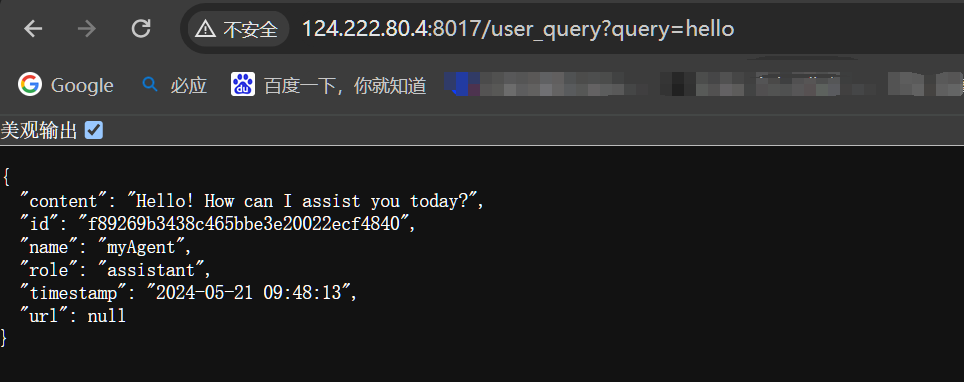 不安全 124.222.80.4:8017/user_query?query=hello
Google 必应 du 百度一下，你就知道
美观输出
{
"content": "Hello! How can I assist you today?",
"id": "f89269b3438c465bbe3e20022ecf4840",
"name": "myAgent",
"role": "assistant",
"timestamp": "2024-05-21 09:48:13",
"url": null
}